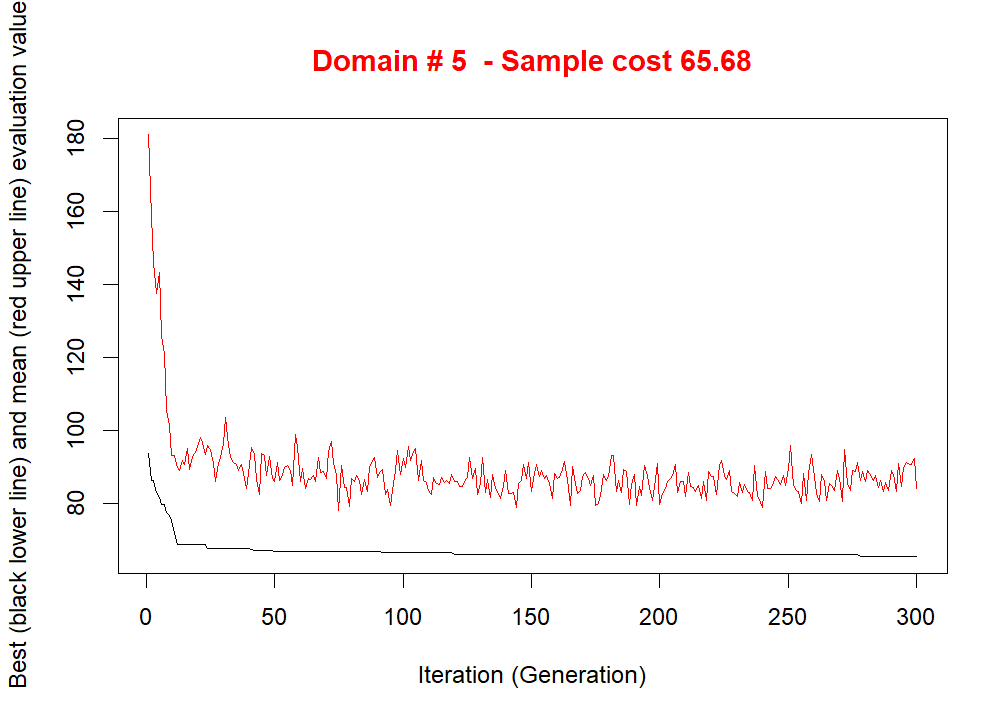 Domain # 5  - Sample cost 65.68
Best (black lower line) and mean (red upper line) evaluation value
180
160
140
120
100
80
0 50 100 150 200 250 300
Iteration (Generation)